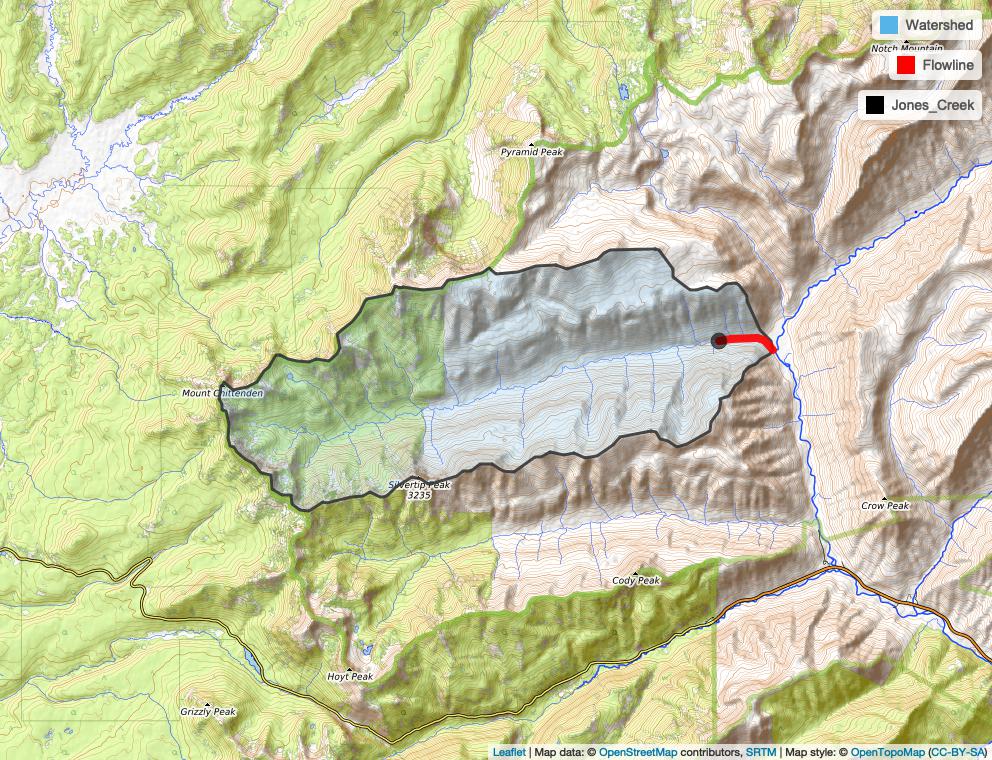 Watershed
Notch Mountain
Flowline
Jones_Creek
Pyramid Peak
Mount Chittenden
Silvertip Peak
3235
Crow Peak
Cody Peak
Hoyt Peak
Grizzly Peak
Leaflet | Map data: © OpenStreetMap contributors, SRTM | Map style: © OpenTopoMap (CC-BY-SA)